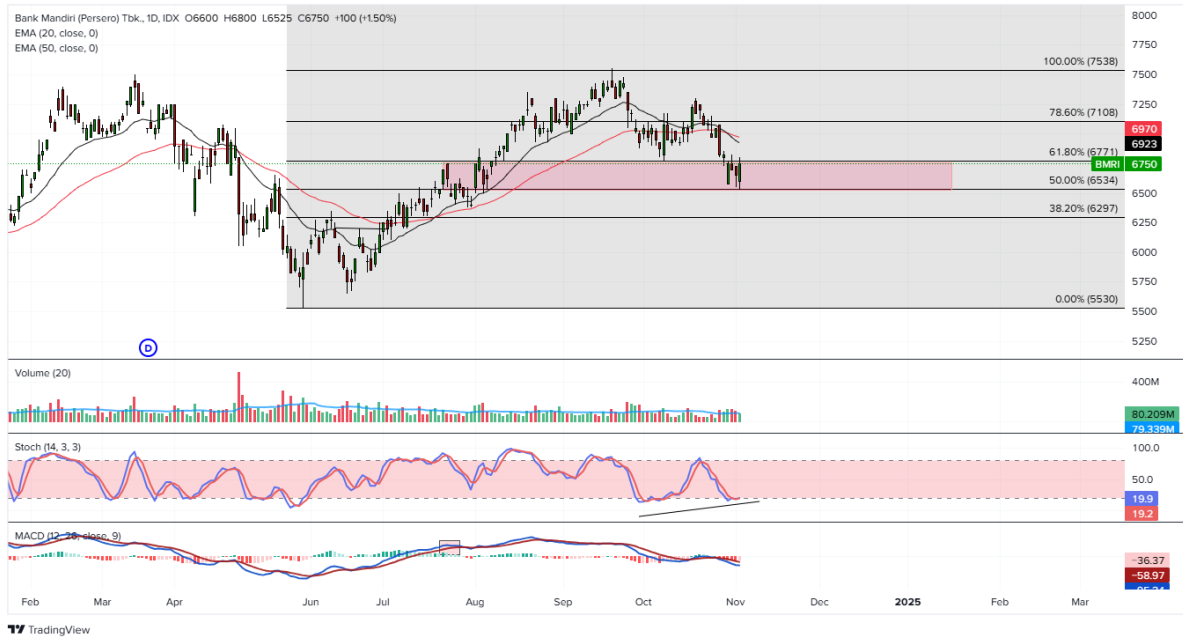 Bank Mandiri (Persero) Tbk., 1D, IDX O6600 H6800 L6525 C6750 +100 (+1.50%)
EMA (20, close, 0)
EMA (50, close, 0)
8000
7750
100.00% (7538)
7500
7250
78.60% (7108)
6970
6923
61.80% (6771)
BMRI 6750
50.00% (6534)
6500
38.20% (6297)
6250
6000
5750
0.00% (5530)
5500
5250
D
Volume (20)
400M
80.209M
79.339M
Stoch (14, 3, 3)
100.0
50.0
19.9
19.2
MACD (12, 26, close, 9)
−36.37
−58.97
Feb Mar Apr Jun Jul Aug Sep Oct Nov Dec 2025 Feb Mar
TradingView